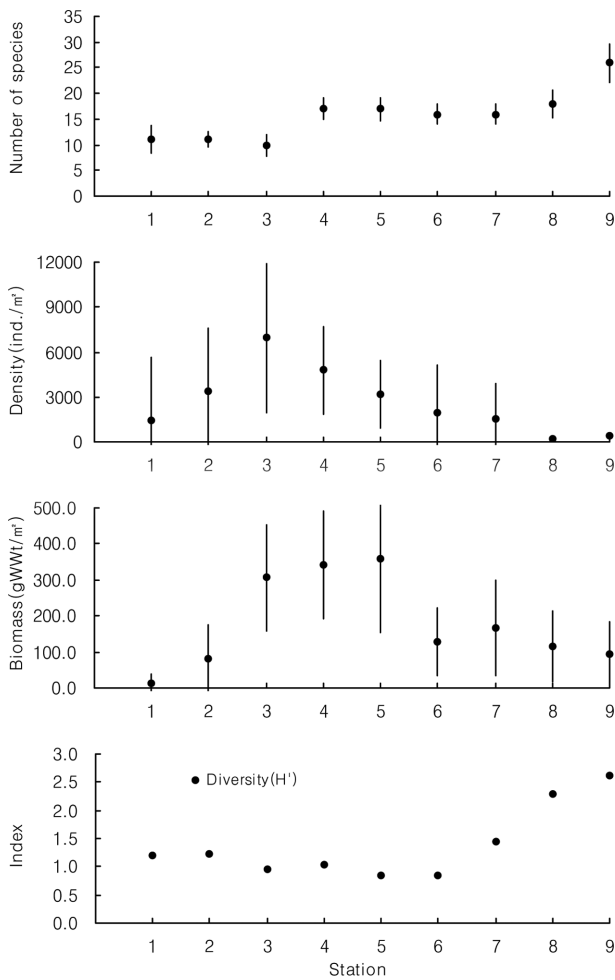 Number of species
35
30
25
20
15
10
5
0
1 2 3 4 5 6 7 8 9
Density(ind./㎡)
12000
9000
6000
3000
0
1 2 3 4 5 6 7 8 9
Biomass(gWWt/㎡)
500.0
400.0
300.0
200.0
100.0
0.0
1 2 3 4 5 6 7 8 9
Index
3.0
2.5
2.0
1.5
1.0
0.5
0.0
Diversity(H')
1 2 3 4 5 6 7 8 9
Station